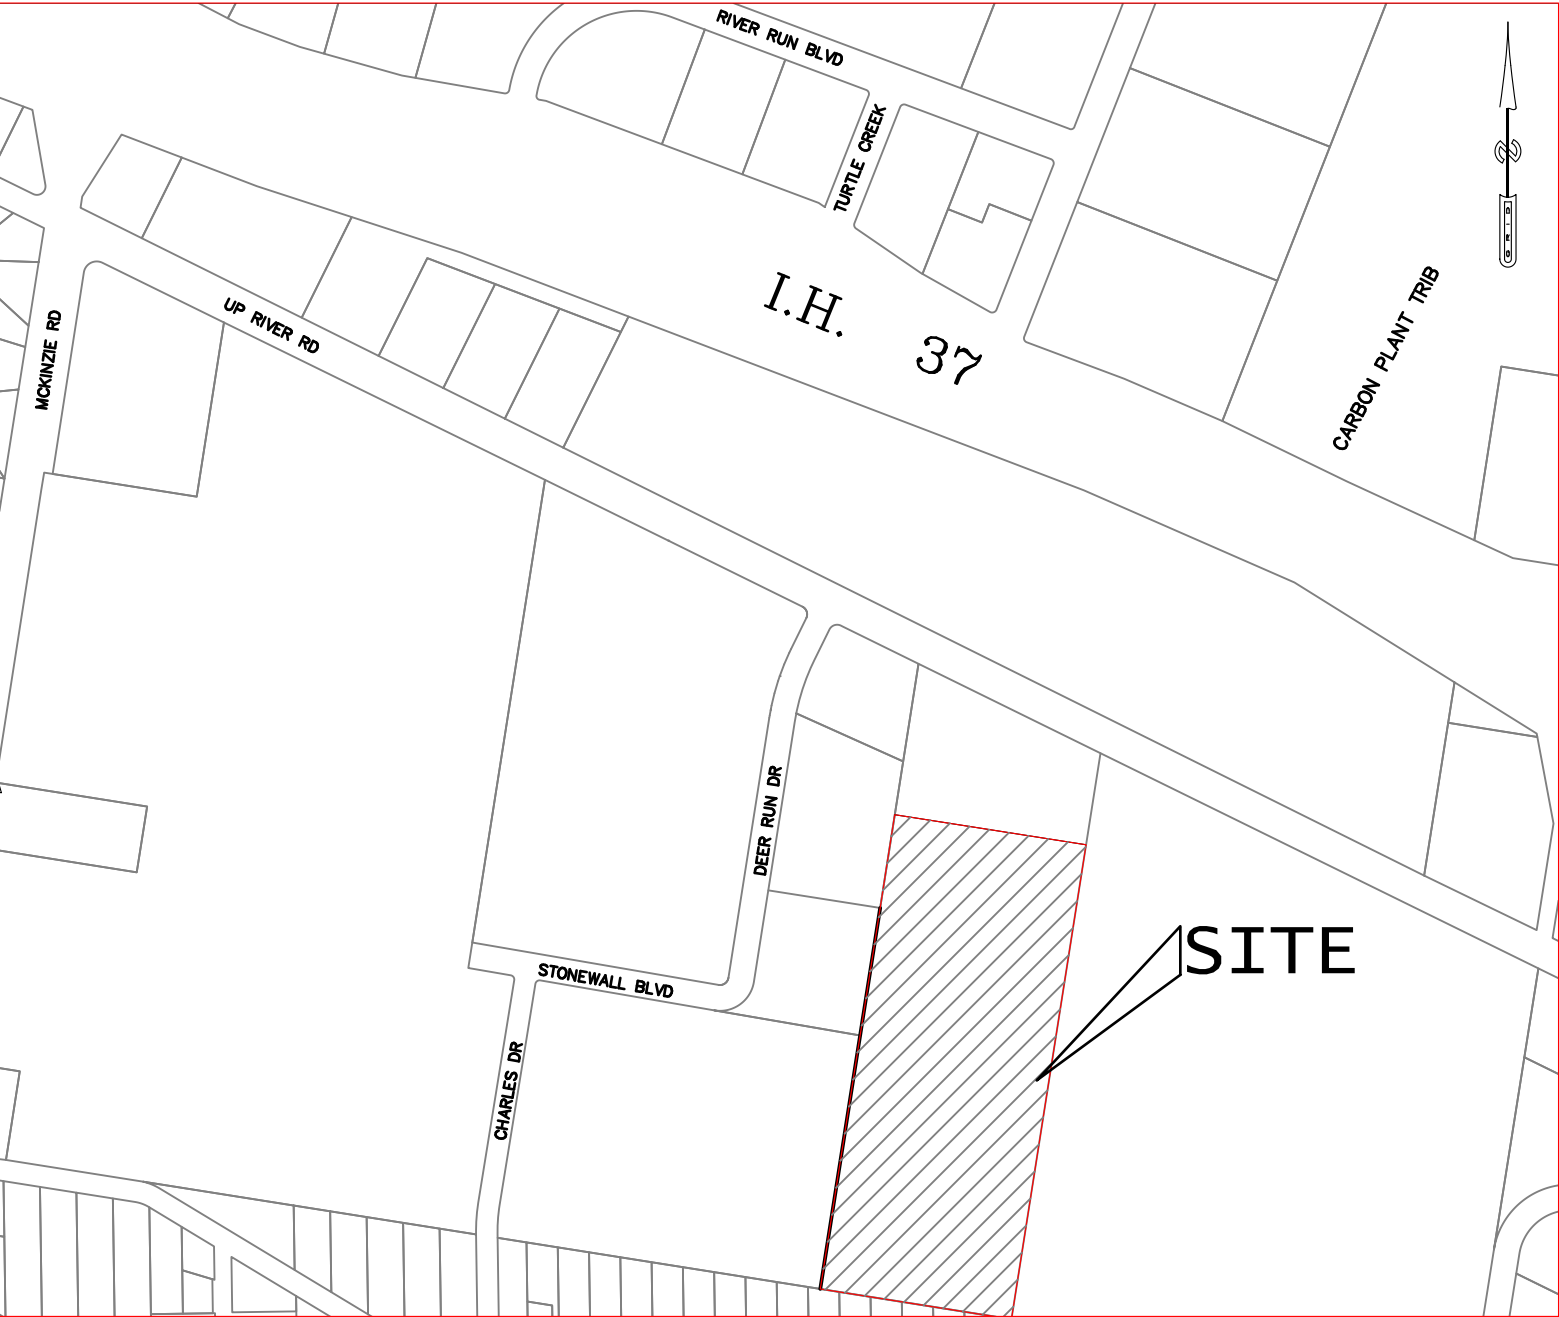 RIVER RUN BLVD
TURTLE CREEK
I.H. 37
CARBON PLANT TRIB
UP RIVER RD
MCKINZIE RD
DEER RUN DR
SITE
STONEWALL BLVD
CHARLES DR